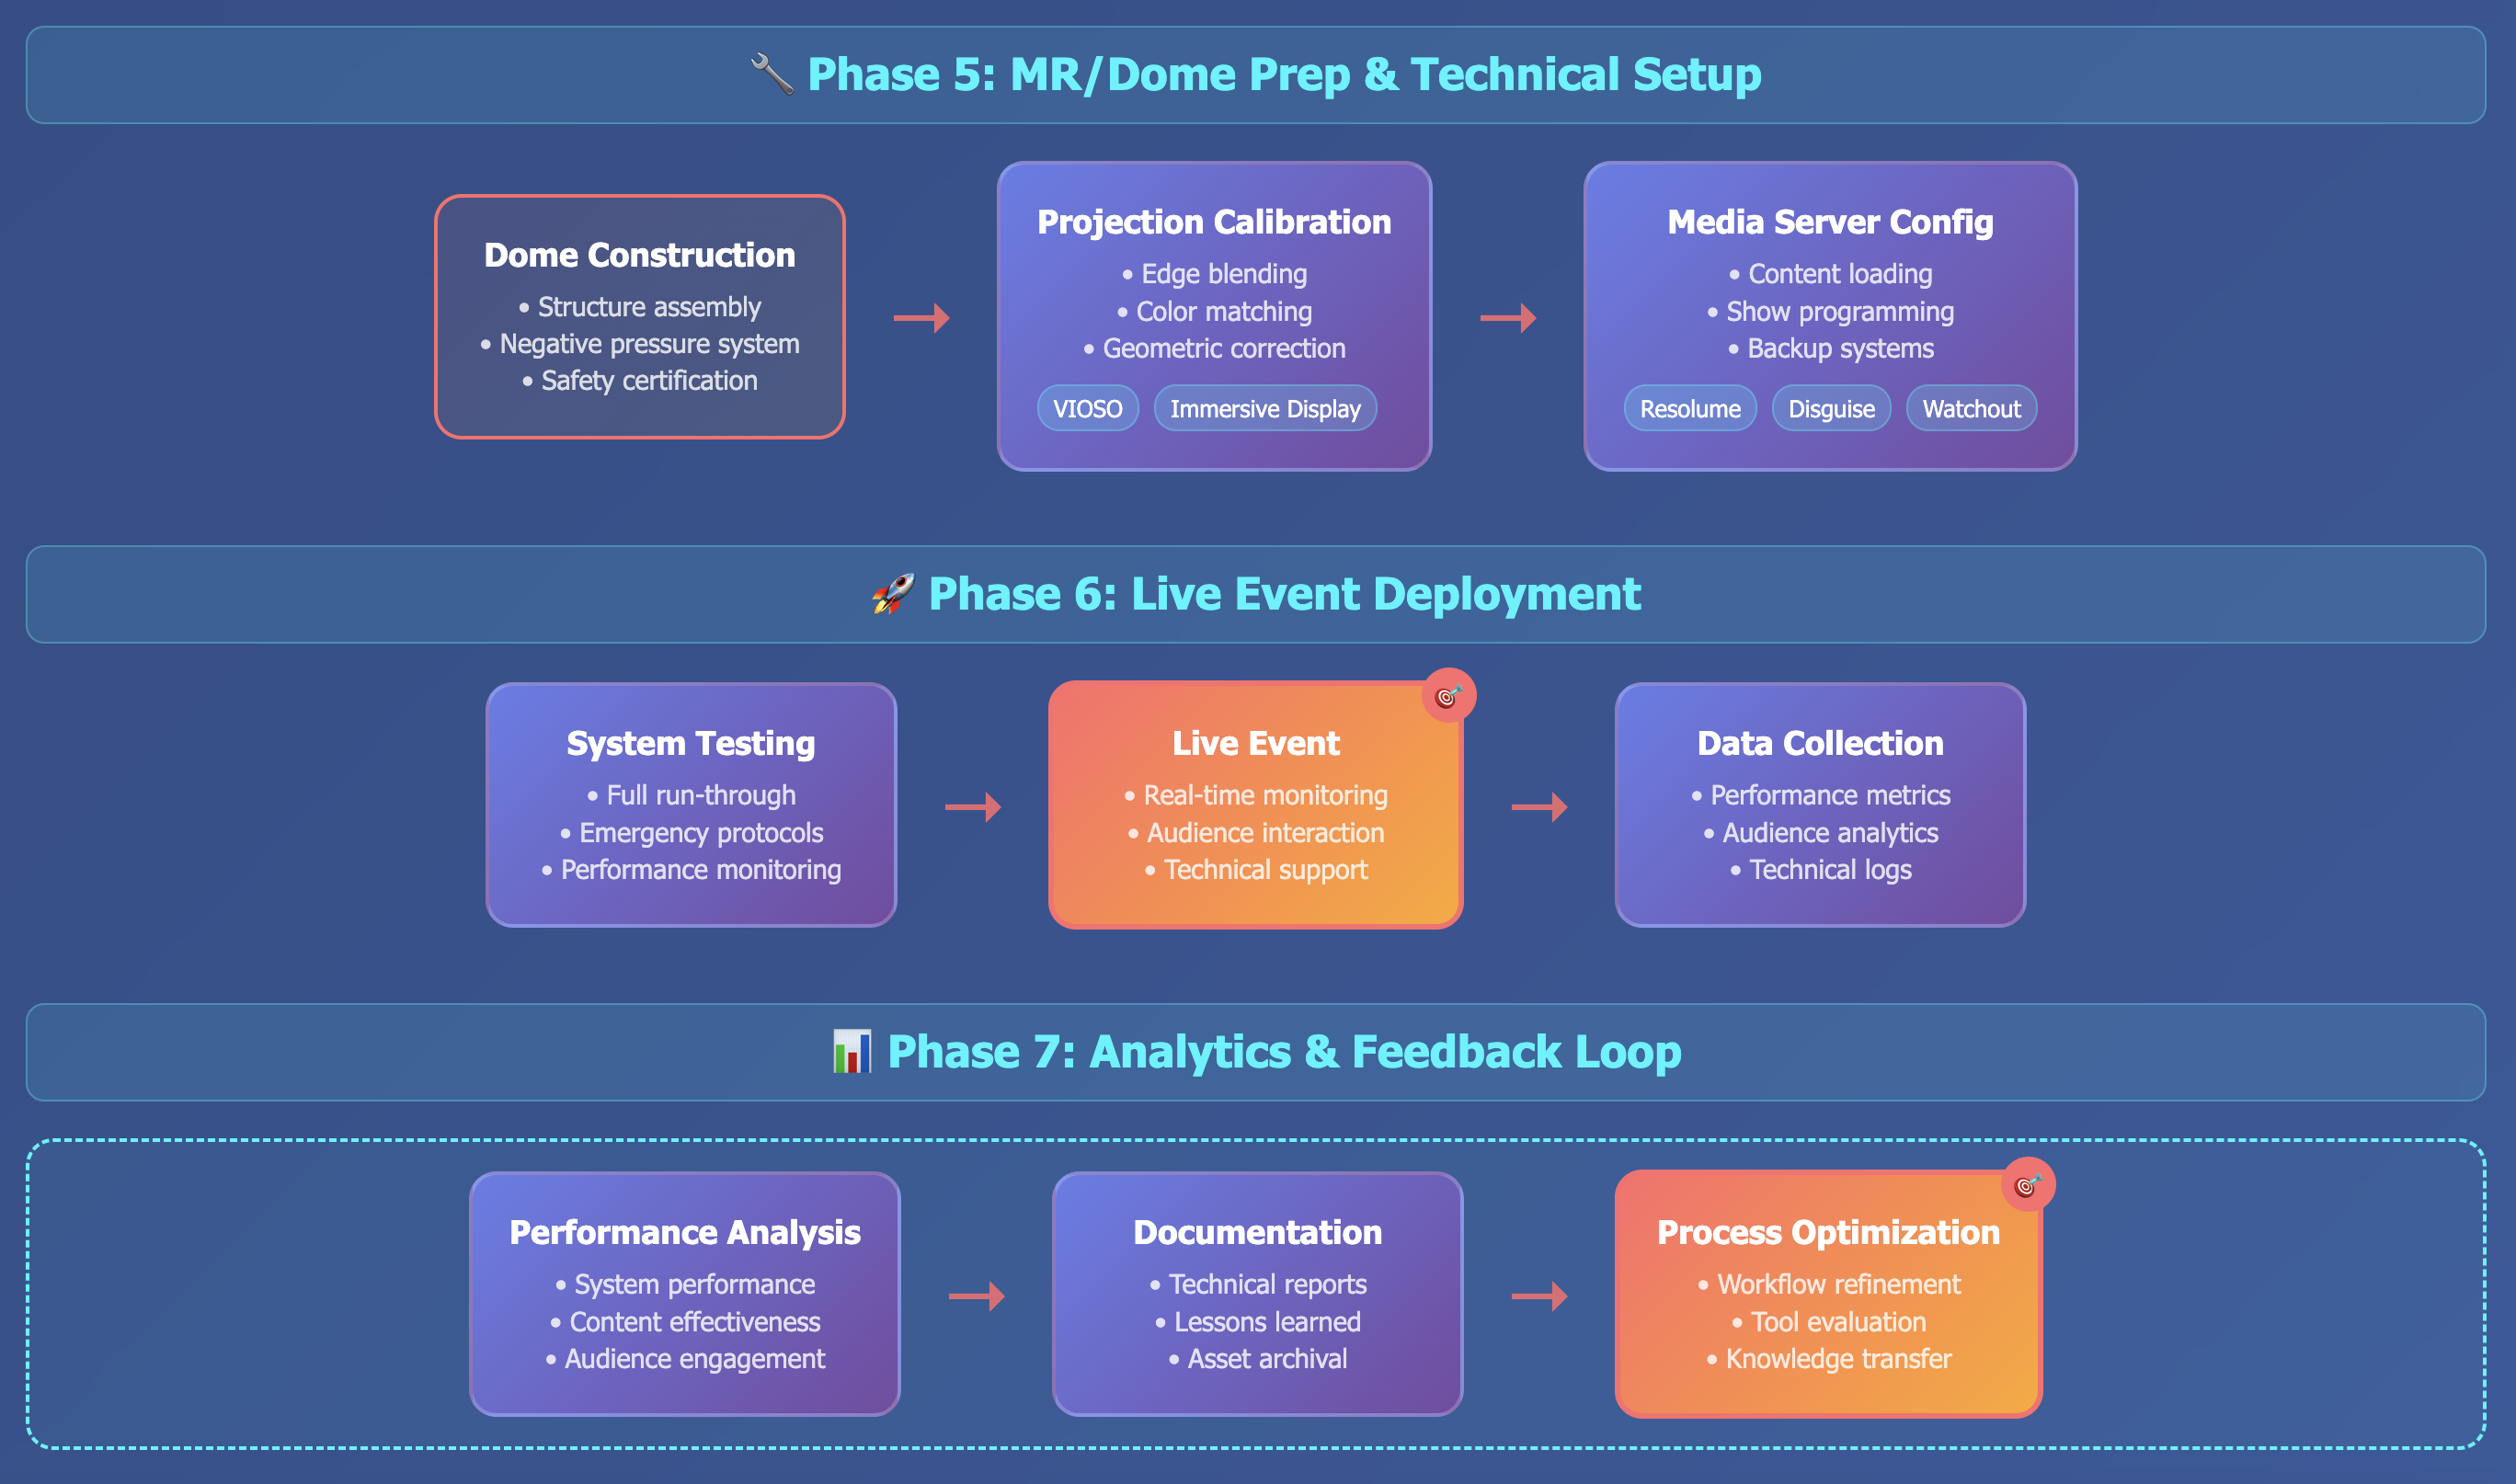 🔧 Phase 5: MR/Dome Prep & Technical Setup
Dome Construction
• Structure assembly
• Negative pressure system
• Safety certification
Projection Calibration
• Edge blending
• Color matching
• Geometric correction
VIOSO Immersive Display
Media Server Config
• Content loading
• Show programming
• Backup systems
Resolume Disguise Watchout
🚀 Phase 6: Live Event Deployment
System Testing
• Full run-through
• Emergency protocols
• Performance monitoring
Live Event
• Real-time monitoring
• Audience interaction
• Technical support
Data Collection
• Performance metrics
• Audience analytics
• Technical logs
📊 Phase 7: Analytics & Feedback Loop
Performance Analysis
• System performance
• Content effectiveness
• Audience engagement
Documentation
• Technical reports
• Lessons learned
• Asset archival
Process Optimization
• Workflow refinement
• Tool evaluation
• Knowledge transfer